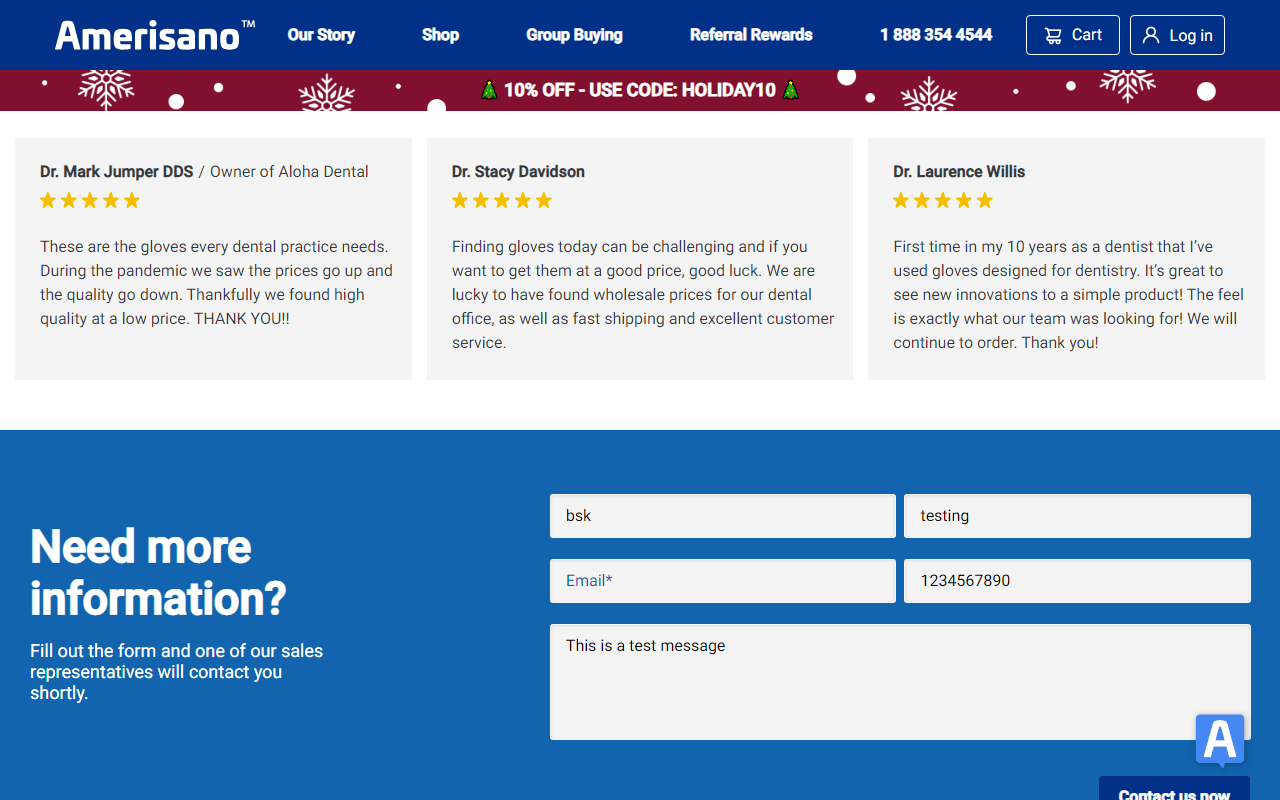 Amerisano™ Our Story Shop Group Buying Referral Rewards 1 888 354 4544 Cart Log in
🎄 10% OFF - USE CODE: HOLIDAY10 🎄
Dr. Mark Jumper DDS / Owner of Aloha Dental
These are the gloves every dental practice needs.
During the pandemic we saw the prices go up and
the quality go down. Thankfully we found high
quality at a low price. THANK YOU!!
Dr. Stacy Davidson
Finding gloves today can be challenging and if you
want to get them at a good price, good luck. We are
lucky to have found wholesale prices for our dental
office, as well as fast shipping and excellent customer
service.
Dr. Laurence Willis
First time in my 10 years as a dentist that I’ve
used gloves designed for dentistry. It’s great to
see new innovations to a simple product! The feel
is exactly what our team was looking for! We will
continue to order. Thank you!
Need more
information?
Fill out the form and one of our sales
representatives will contact you
shortly.
bsk
testing
Email*
1234567890
This is a test message
A
Contact us now